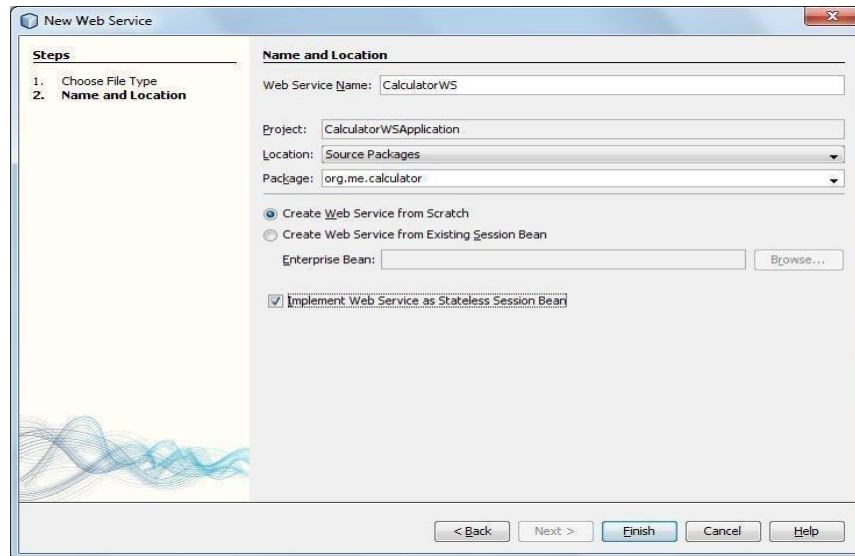 New Web Service
Steps
1. Choose File Type
2. Name and Location
Name and Location
Web Service Name: CalculatorWS
Project: CalculatorWSApplication
Location: Source Packages
Package: org.me.calculator
Create Web Service from Scratch
Create Web Service from Existing Session Bean
Enterprise Bean: Browse...
Implement Web Service as Stateless Session Bean
< Back Next > Finish Cancel Help